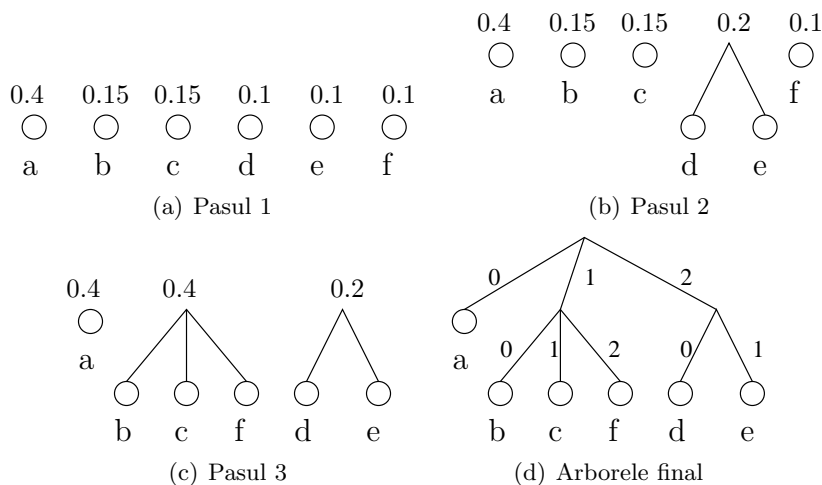 0.4 0.15 0.15 0.1 0.1 0.1
a b c d e f
(a) Pasul 1
0.4 0.15 0.15 0.2 0.1
a b c f
d e
(b) Pasul 2
0.4 0.4 0.2
a
b c f d e
(c) Pasul 3
0 1 2
a 0 1 2 0 1
b c f d e
(d) Arborele final